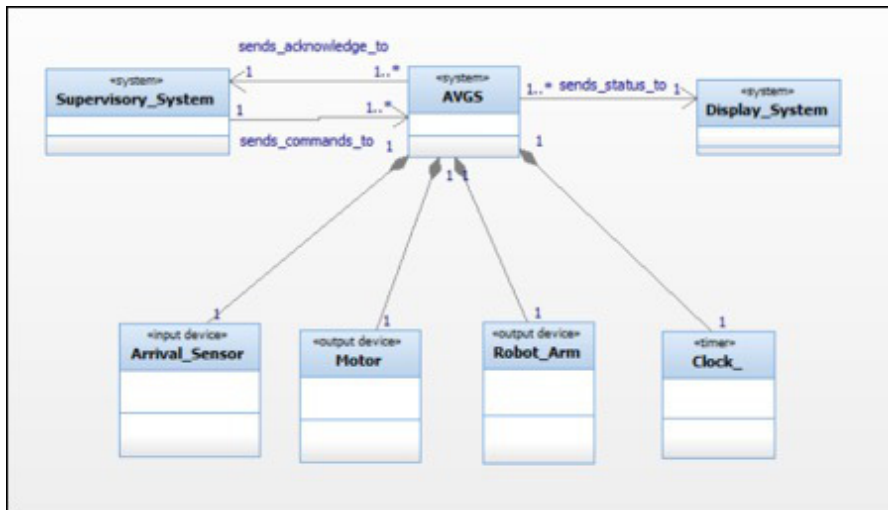 sends_acknowledge_to
1
1..*
«system»
Supervisory_System
«system»
AVGS
1..*
sends_status_to
1
«system»
Display_System
1
1..*
sends_commands_to
1
1
1
1
1
1
1
1
«input device»
Arrival_Sensor
«output device»
Motor
«output device»
Robot_Arm
«timer»
Clock_